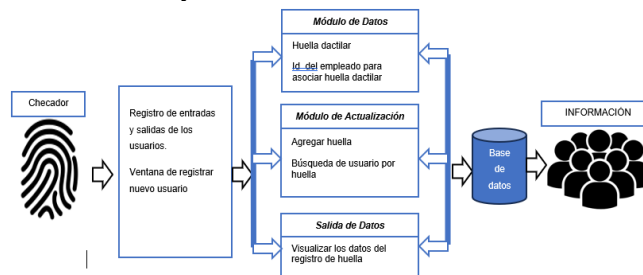 Checador
Registro de entradas
y salidas de los
usuarios.
Ventana de registrar
nuevo usuario
Módulo de Datos
Huella dactilar
Id del empleado para
asociar huella dactilar
Módulo de Actualización
Agregar huella
Búsqueda de usuario por
huella
Salida de Datos
Visualizar los datos del
registro de huella
Base
de
datos
INFORMACIÓN